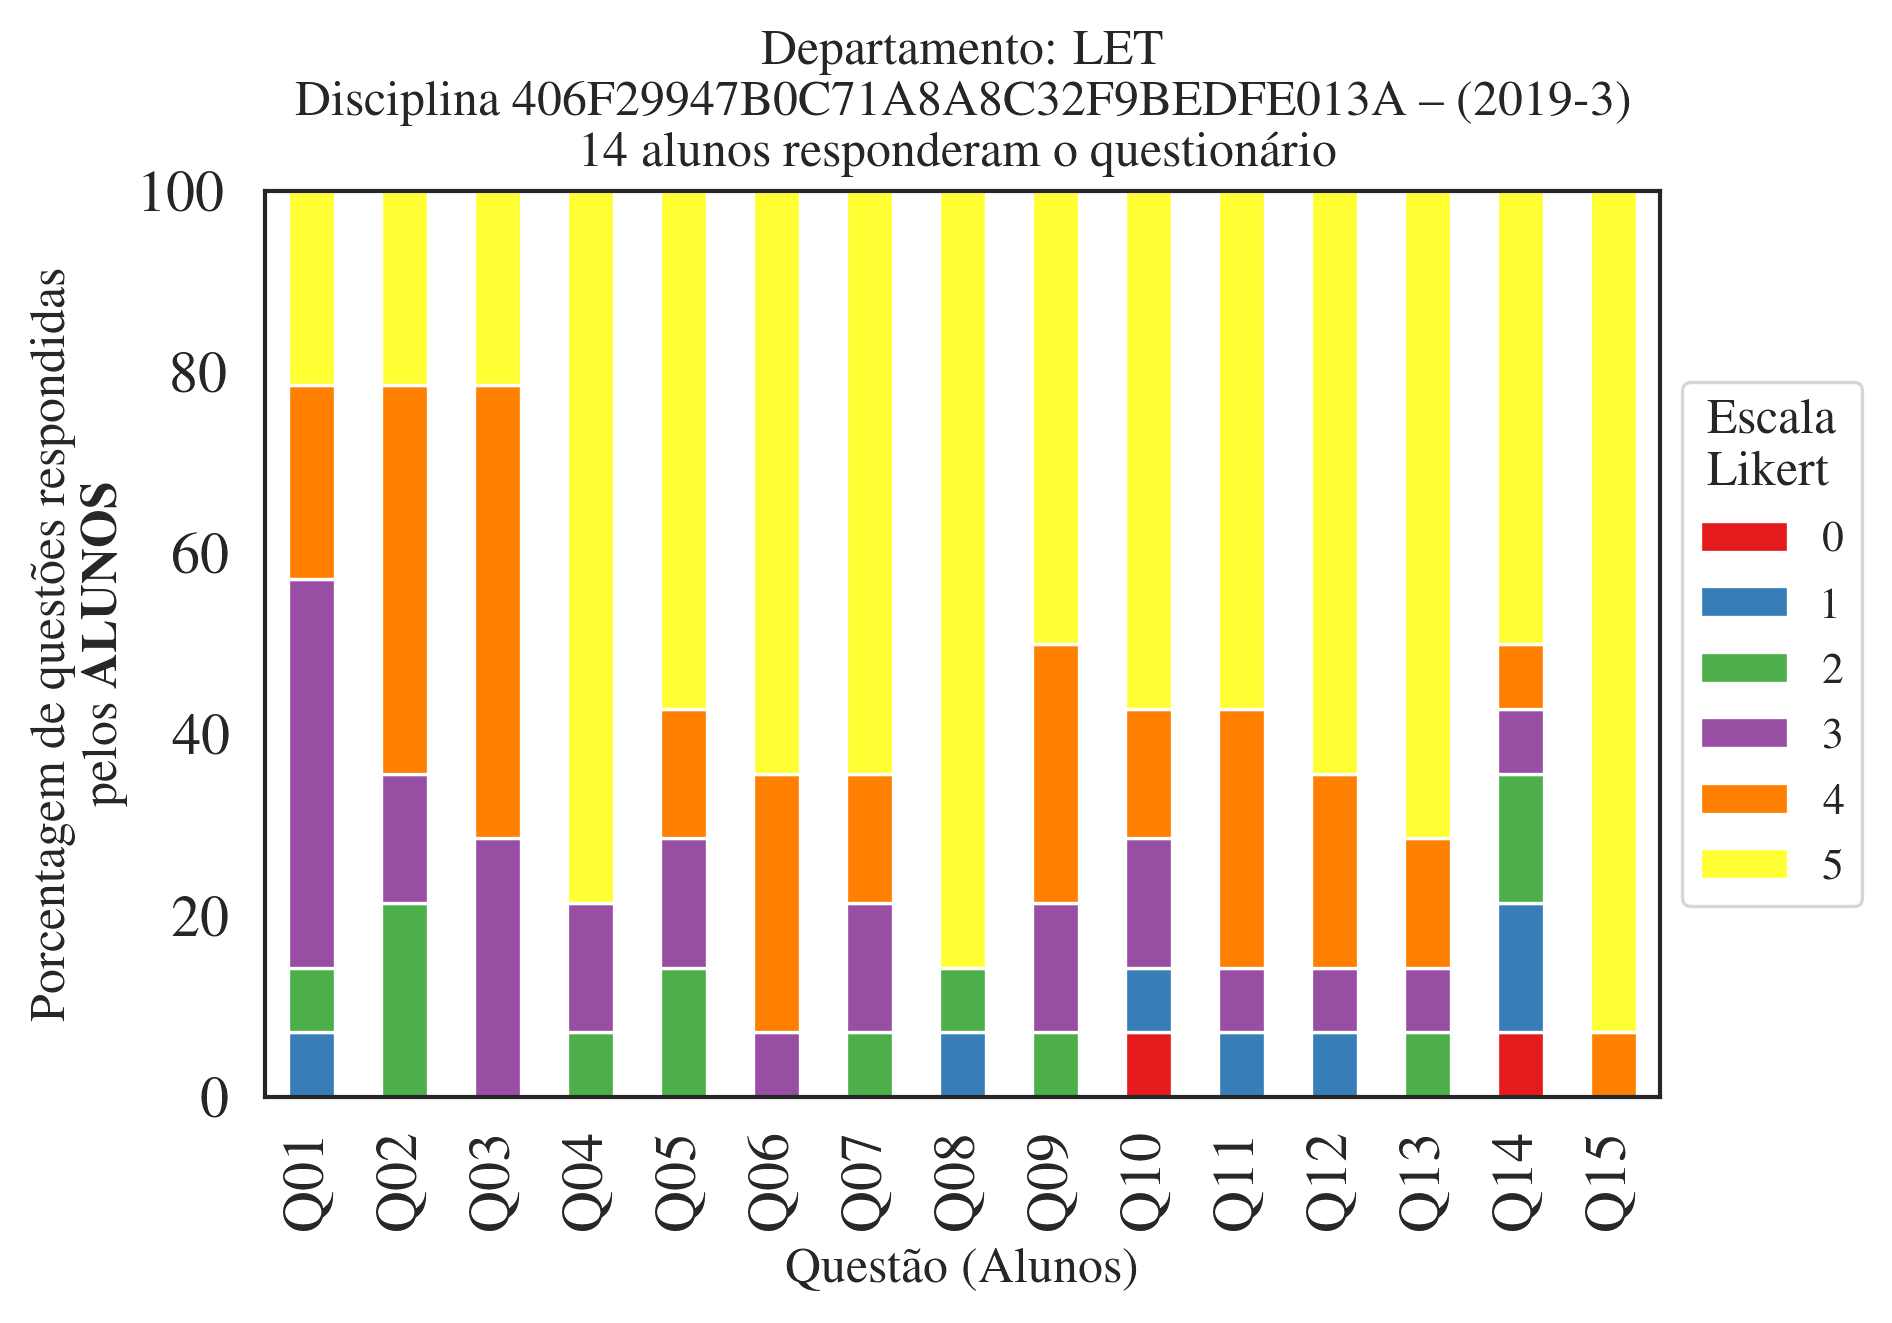 Departamento: LET
Disciplina 406F29947B0C71A8A8C32F9BEDFE013A – (2019-3)
14 alunos responderam o questionário
Porcentagem de questões respondidas
pelos ALUNOS
100
80
60
40
20
0
Q01
Q02
Q03
Q04
Q05
Q06
Q07
Q08
Q09
Q10
Q11
Q12
Q13
Q14
Q15
Questão (Alunos)
Escala
Likert
0
1
2
3
4
5